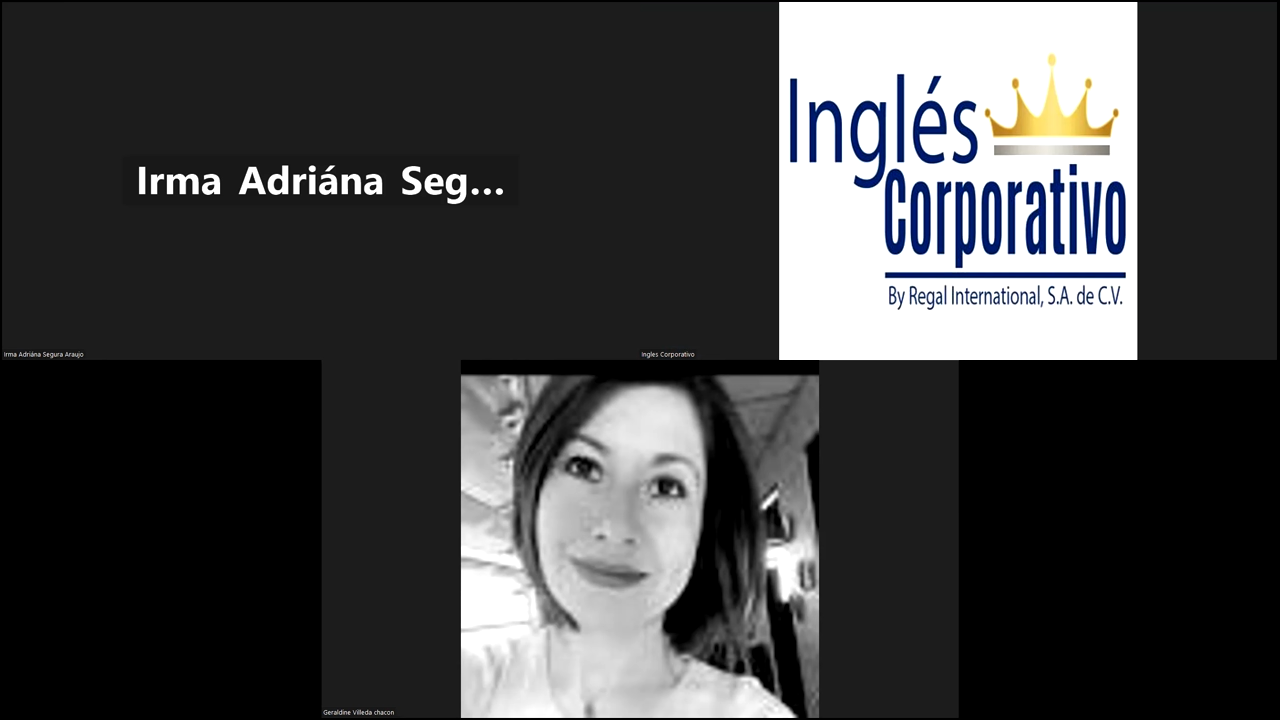 Irma Adriána Seg...
Irma Adriána Segura Araujo
Inglés
Corporativo
By Regal International, S.A. de C.V.
Ingles Corporativo
Geraldine Villeda chacon